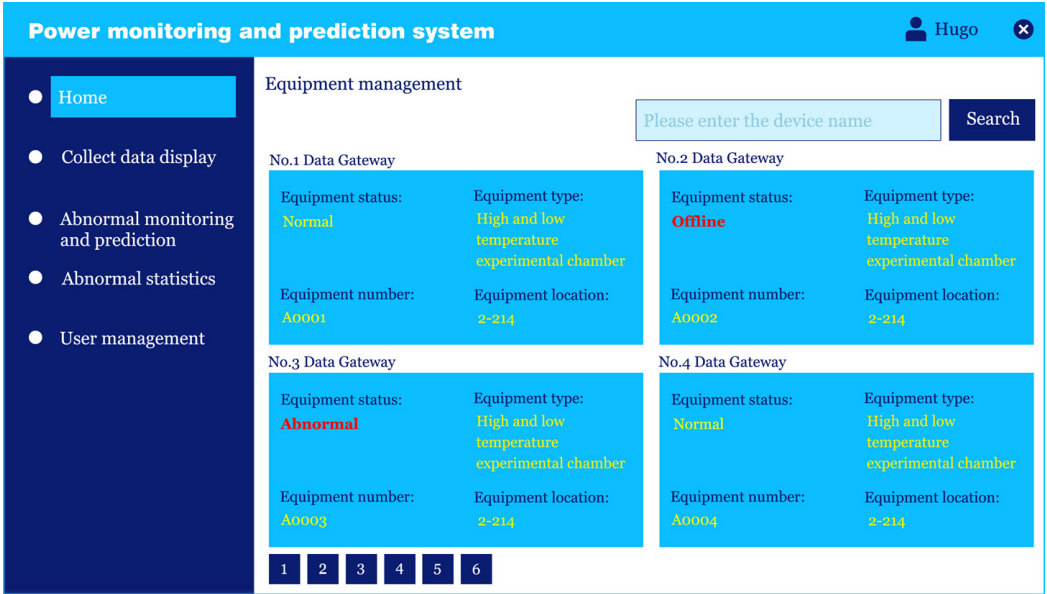 Power monitoring and prediction system
Hugo
Home
Collect data display
Abnormal monitoring
and prediction
Abnormal statistics
User management
Equipment management
Please enter the device name
Search
No.1 Data Gateway
Equipment status:
Normal
Equipment type:
High and low
temperature
experimental chamber
Equipment number:
A0001
Equipment location:
2-214
No.2 Data Gateway
Equipment status:
Offline
Equipment type:
High and low
temperature
experimental chamber
Equipment number:
A0002
Equipment location:
2-214
No.3 Data Gateway
Equipment status:
Abnormal
Equipment type:
High and low
temperature
experimental chamber
Equipment number:
A0003
Equipment location:
2-214
No.4 Data Gateway
Equipment status:
Normal
Equipment type:
High and low
temperature
experimental chamber
Equipment number:
A0004
Equipment location:
2-214
1 2 3 4 5 6